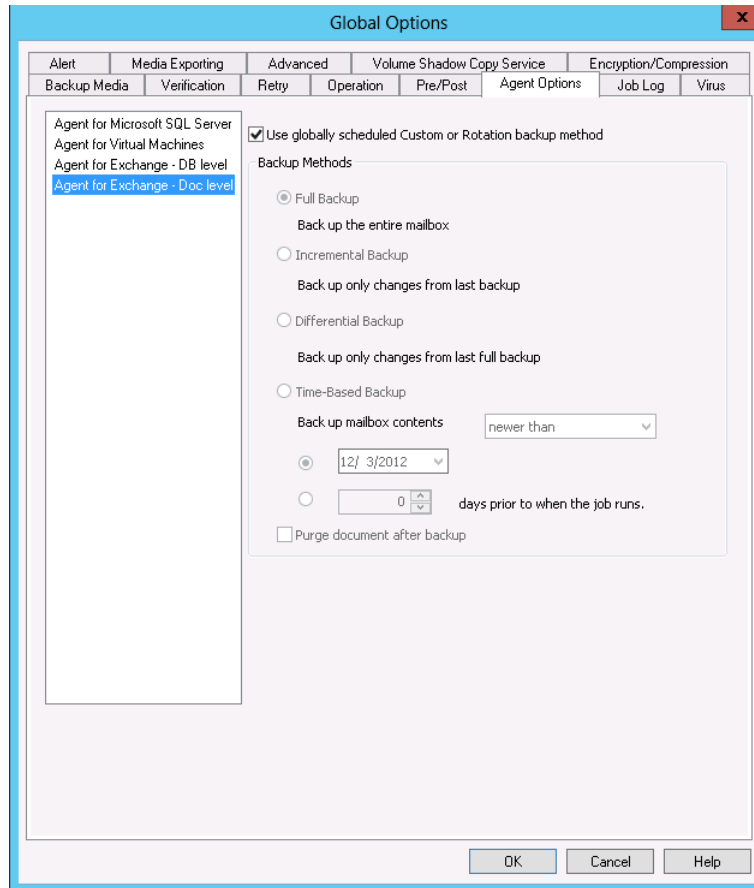 Global Options
x
Alert Media Exporting Advanced Volume Shadow Copy Service Encryption/Compression
Backup Media Verification Retry Operation Pre/Post Agent Options Job Log Virus
Agent for Microsoft SQL Server
Agent for Virtual Machines
Agent for Exchange - DB level
Agent for Exchange - Doc level
Use globally scheduled Custom or Rotation backup method
Backup Methods
Full Backup
Back up the entire mailbox
Incremental Backup
Back up only changes from last backup
Differential Backup
Back up only changes from last full backup
Time-Based Backup
Back up mailbox contents newer than
12/ 3/2012
0 days prior to when the job runs.
Purge document after backup
OK Cancel Help